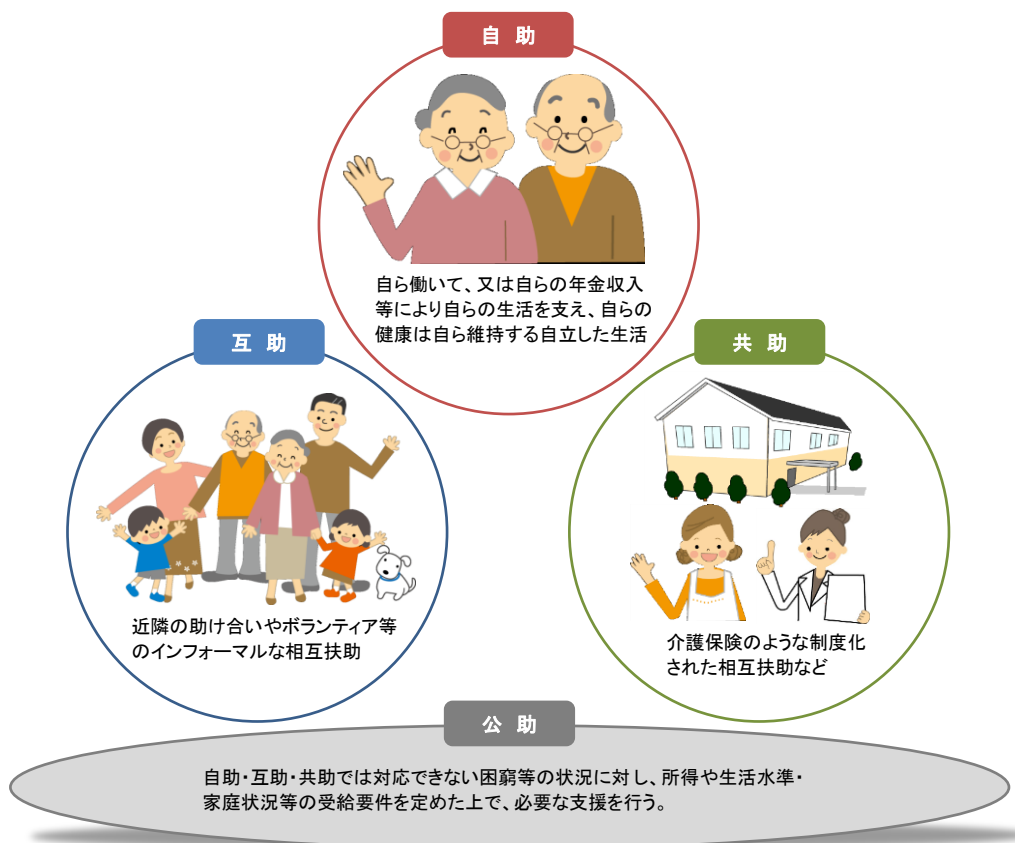 自助
自ら働いて、又は自らの年金収入
等により自らの生活を支え、自らの
健康は自ら維持する自立した生活
互助
近隣の助け合いやボランティア等
のインフォーマルな相互扶助
共助
介護保険のような制度化
された相互扶助など
公助
自助・互助・共助では対応できない困窮等の状況に対し、所得や生活水準・
家庭状況等の受給要件を定めた上で、必要な支援を行う。